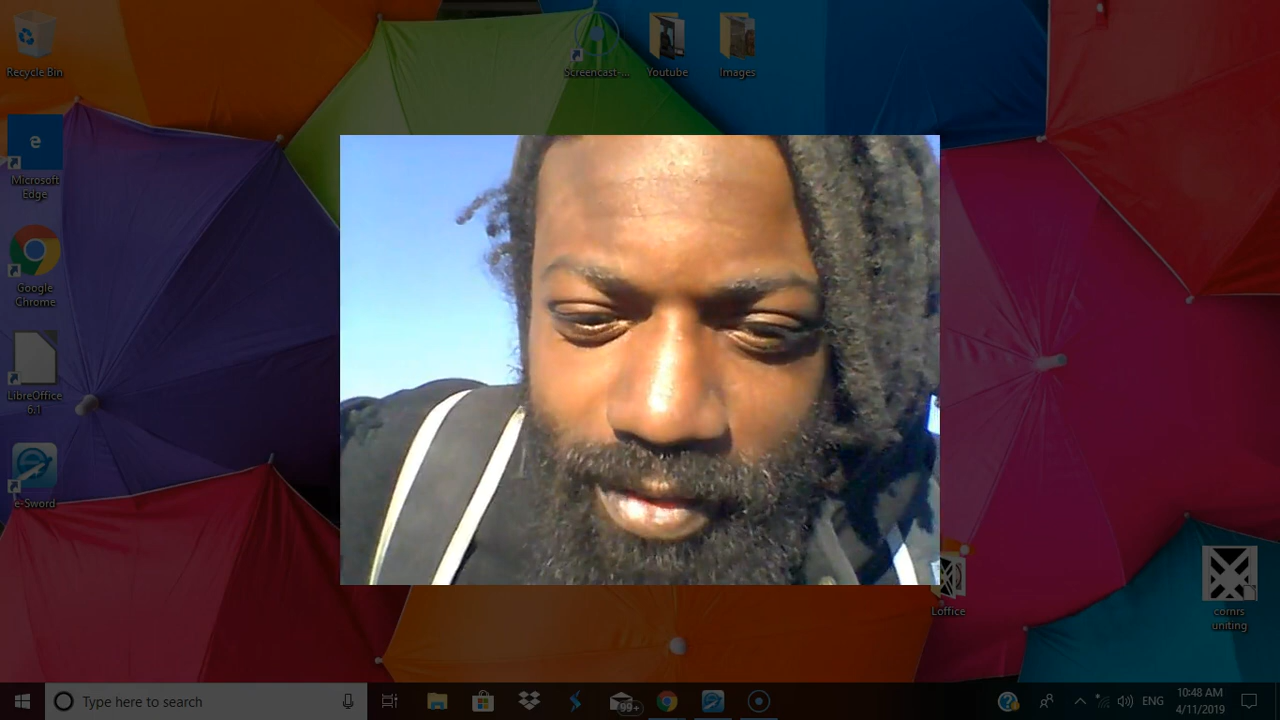 Recycle Bin
Screencast-...
Youtube
Images
Microsoft
Edge
Google
Chrome
LibreOffice
6.1
e-Sword
Loffice
cornrs
uniting
Type here to search
99+
ENG
10:48 AM
4/11/2019